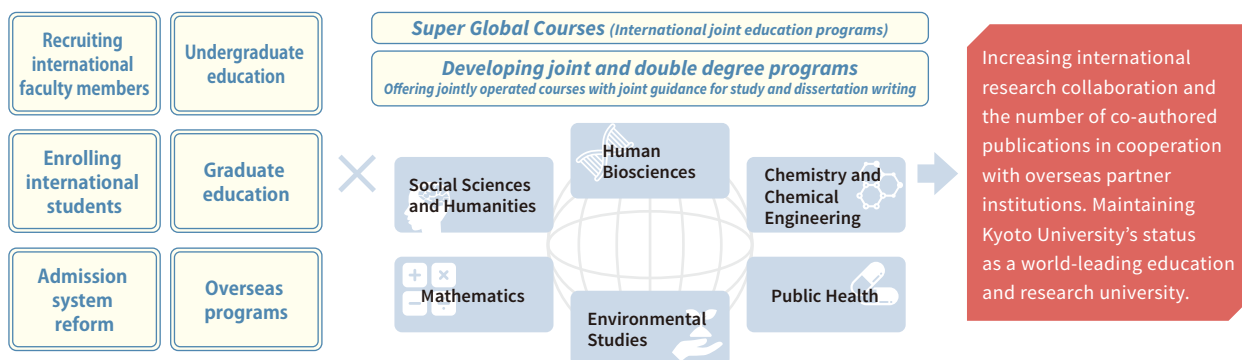 Recruiting
international
faculty members
Undergraduate
education
Enrolling
international
students
Graduate
education
Admission
system
reform
Overseas
programs
Super Global Courses (International joint education programs)
Developing joint and double degree programs
Offering jointly operated courses with joint guidance for study and dissertation writing
Human
Biosciences
Social Sciences
and Humanities
Chemistry and
Chemical
Engineering
Mathematics
Public Health
Environmental
Studies
Increasing international
research collaboration and
the number of co-authored
publications in cooperation
with overseas partner
institutions. Maintaining
Kyoto University’s status
as a world-leading education
and research university.